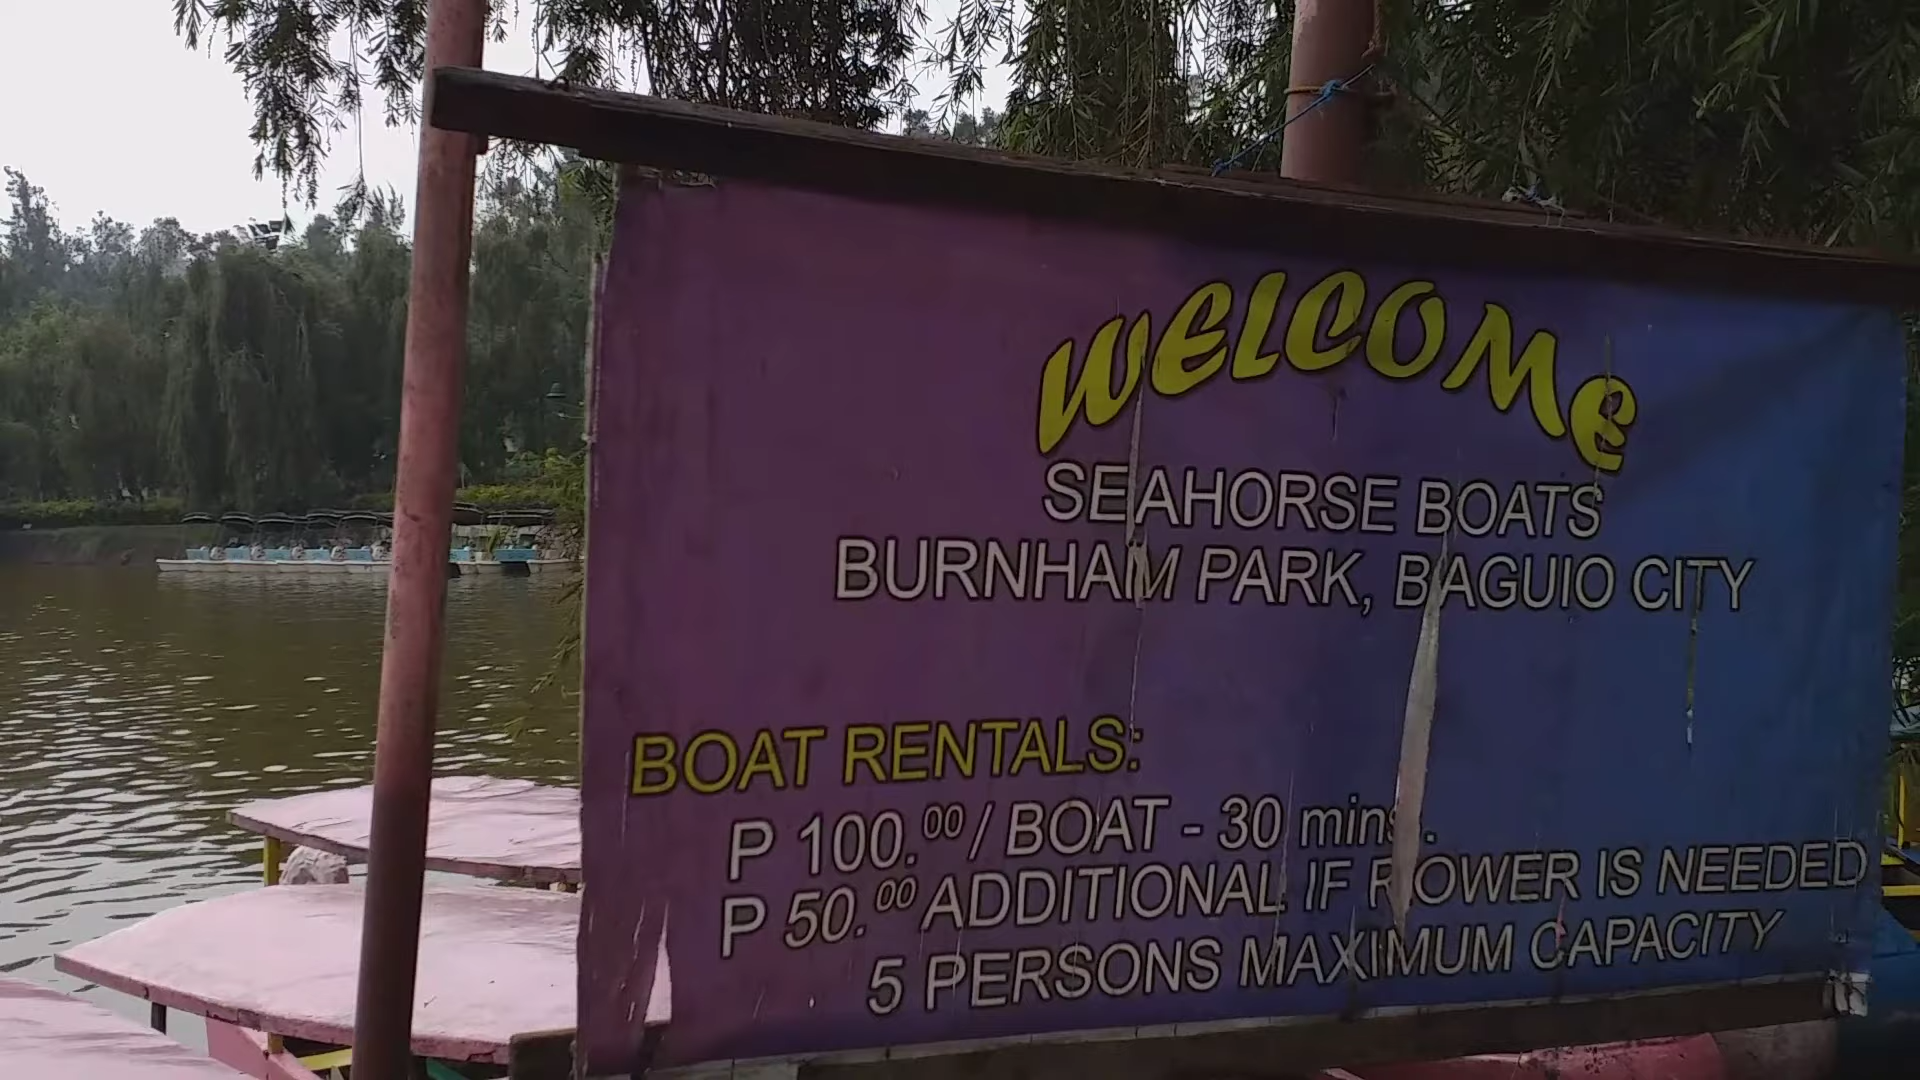 WELCOME
SEAHORSE BOATS
BURNHAM PARK, BAGUIO CITY
BOAT RENTALS:
P 100.00 / BOAT - 30 mins.
P 50.00 ADDITIONAL IF ROWER IS NEEDED
5 PERSONS MAXIMUM CAPACITY